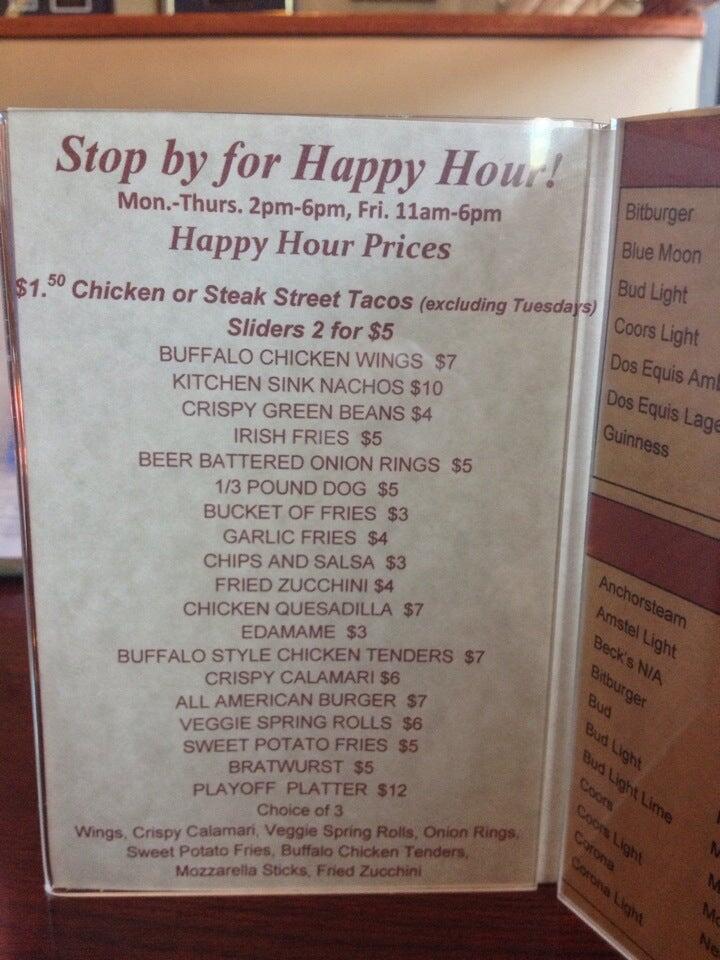 Stop by for Happy Hour!
Mon.-Thurs. 2pm-6pm, Fri. 11am-6pm
Happy Hour Prices
$1.50 Chicken or Steak Street Tacos (excluding Tuesdays)
Sliders 2 for $5
BUFFALO CHICKEN WINGS $7
KITCHEN SINK NACHOS $10
CRISPY GREEN BEANS $4
IRISH FRIES $5
BEER BATTERED ONION RINGS $5
1/3 POUND DOG $5
BUCKET OF FRIES $3
GARLIC FRIES $4
CHIPS AND SALSA $3
FRIED ZUCCHINI $4
CHICKEN QUESADILLA $7
EDAMAME $3
BUFFALO STYLE CHICKEN TENDERS $7
CRISPY CALAMARI $6
ALL AMERICAN BURGER $7
VEGGIE SPRING ROLLS $6
SWEET POTATO FRIES $5
BRATWURST $5
PLAYOFF PLATTER $12
Choice of 3
Wings, Crispy Calamari, Veggie Spring Rolls, Onion Rings,
Sweet Potato Fries, Buffalo Chicken Tenders,
Mozzarella Sticks, Fried Zucchini
Bitburger
Blue Moon
Bud Light
Coors Light
Dos Equis
Dos Equis
Guinness
Anchorsteam
Amstel Light
Beck's N/A
Bitburger
Bud
Bud Light
Bud Light Lime
Coors
Coors Light
Corona
Corona Light